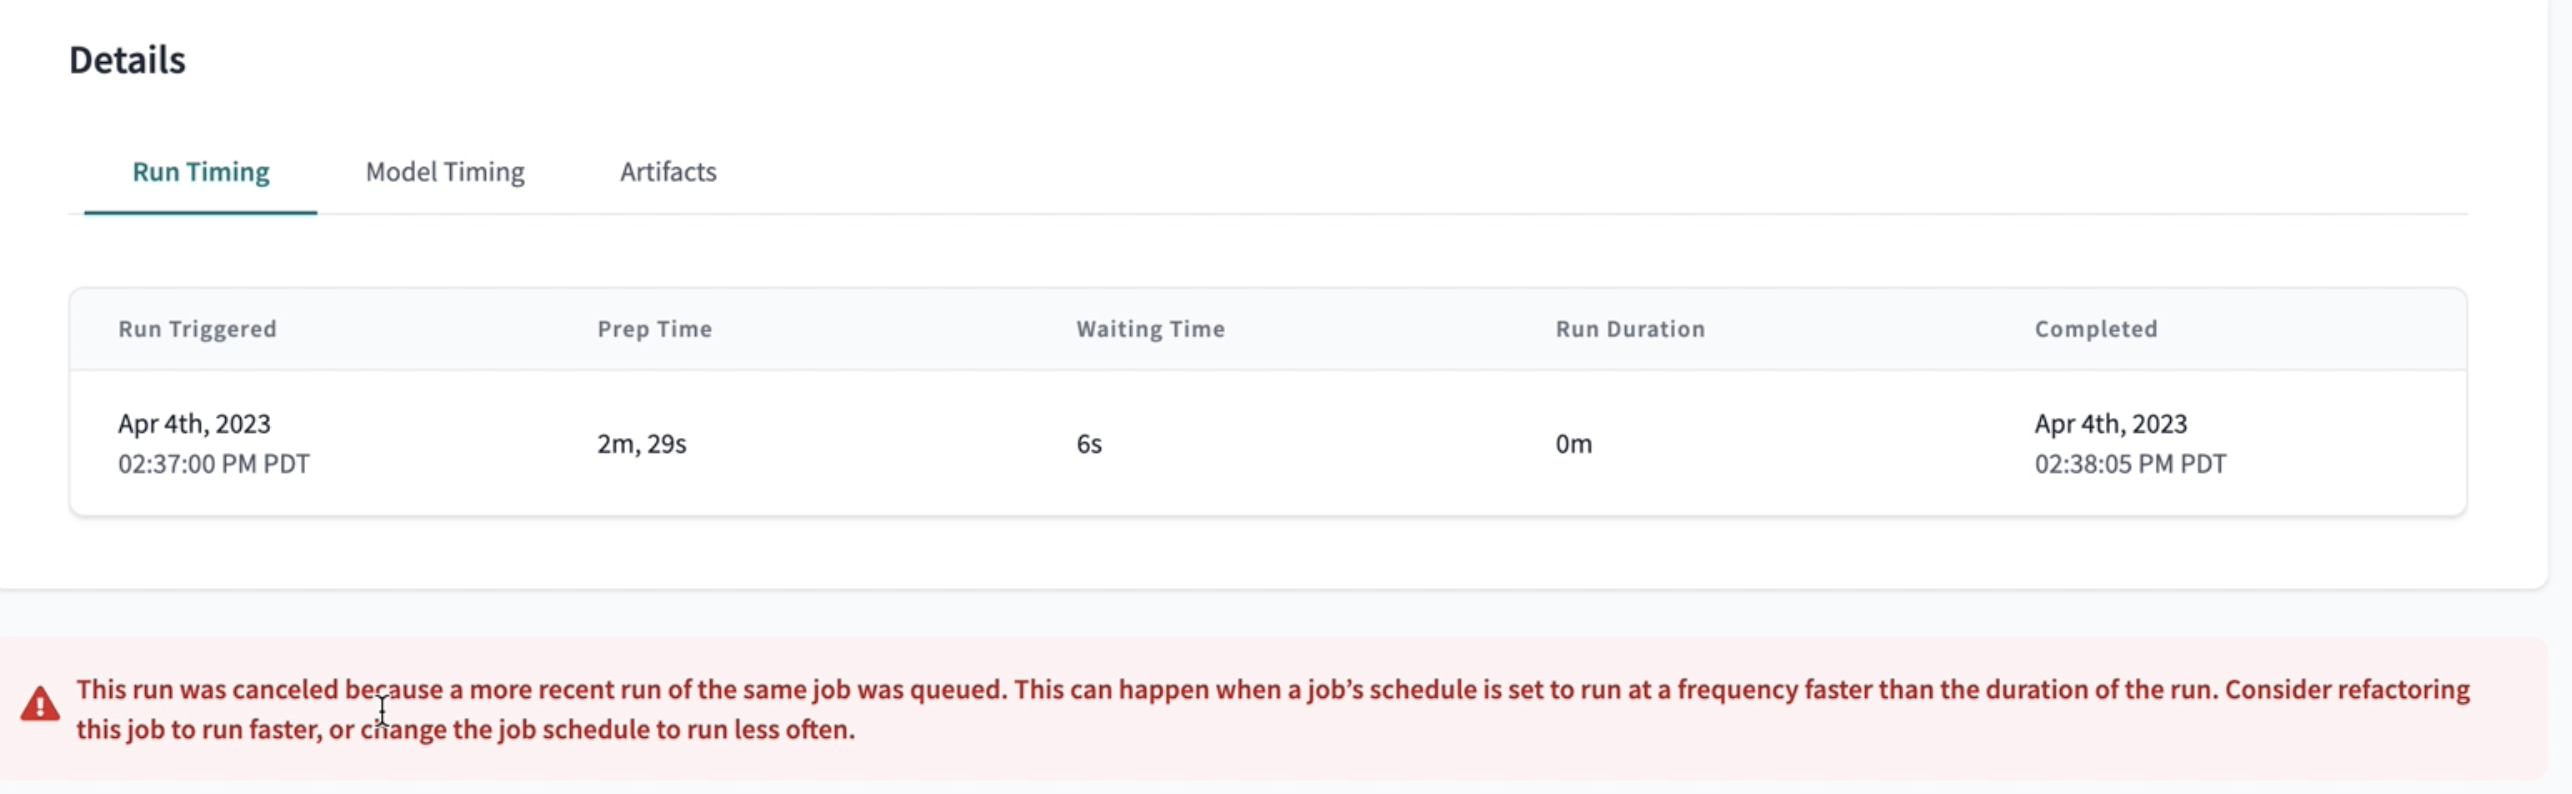 Details
Run Timing Model Timing Artifacts
Run Triggered Prep Time Waiting Time Run Duration Completed
Apr 4th, 2023 Apr 4th, 2023
2m, 29s 6s 0m
02:37:00 PM PDT 02:38:05 PM PDT
This run was canceled because a more recent run of the same job was queued. This can happen when a job’s schedule is set to run at a frequency faster than the duration of the run. Consider refactoring
this job to run faster, or change the job schedule to run less often.